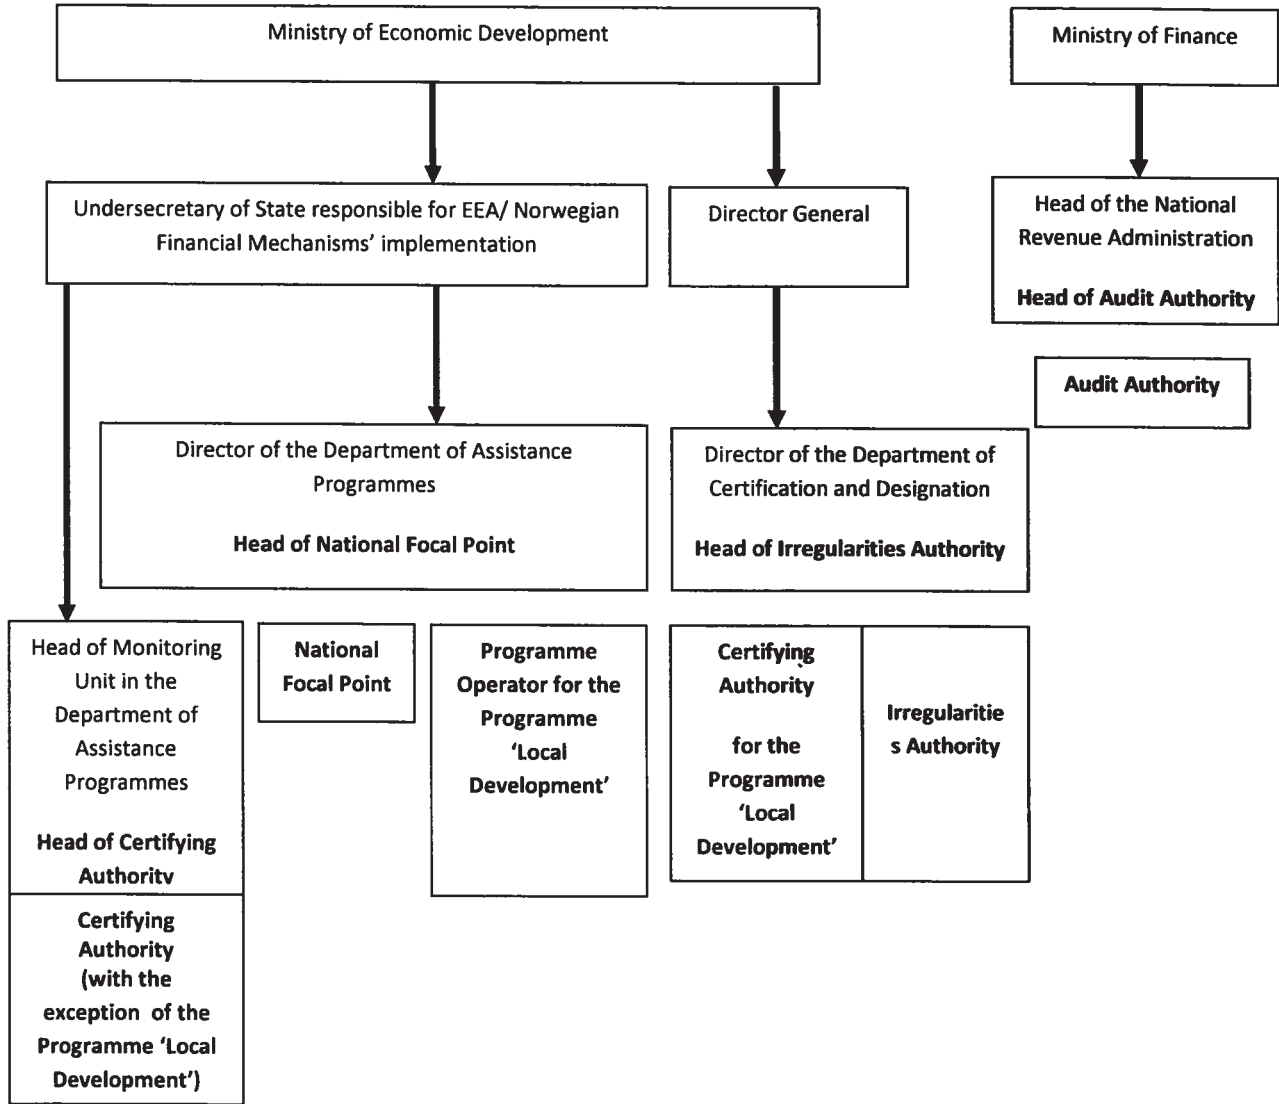 Ministry of Economic Development
Ministry of Finance
Undersecretary of State responsible for EEA/ Norwegian
Financial Mechanisms’ implementation
Director General
Head of the National
Revenue Administration
Head of Audit Authority
Audit Authority
Director of the Department of Assistance
Programmes
Head of National Focal Point
Director of the Department of
Certification and Designation
Head of Irregularities Authority
Head of Monitoring
Unit in the
Department of
Assistance
Programmes
Head of Certifying
Authority
Certifying
Authority
(with the
exception of the
Programme ‘Local
Development’)
National
Focal Point
Programme
Operator for the
Programme
‘Local
Development’
Certifying
Authority
for the
Programme
‘Local
Development’
Irregularitie
s Authority